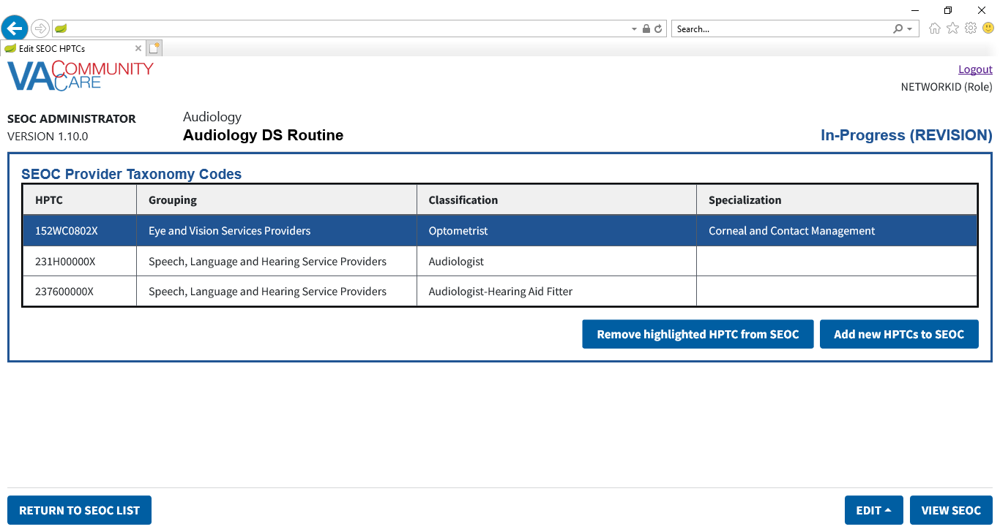 Search...
Edit SEOC HPTCs
VA COMMUNITY CARE
Logout
NETWORKID (Role)
SEOC ADMINISTRATOR
VERSION 1.10.0
Audiology
Audiology DS Routine
In-Progress (REVISION)
SEOC Provider Taxonomy Codes
HPTC Grouping Classification Specialization
152WC0802X Eye and Vision Services Providers Optometrist Corneal and Contact Management
231H00000X Speech, Language and Hearing Service Providers Audiologist
237600000X Speech, Language and Hearing Service Providers Audiologist-Hearing Aid Fitter
Remove highlighted HPTC from SEOC Add new HPTCs to SEOC
RETURN TO SEOC LIST EDIT VIEW SEOC